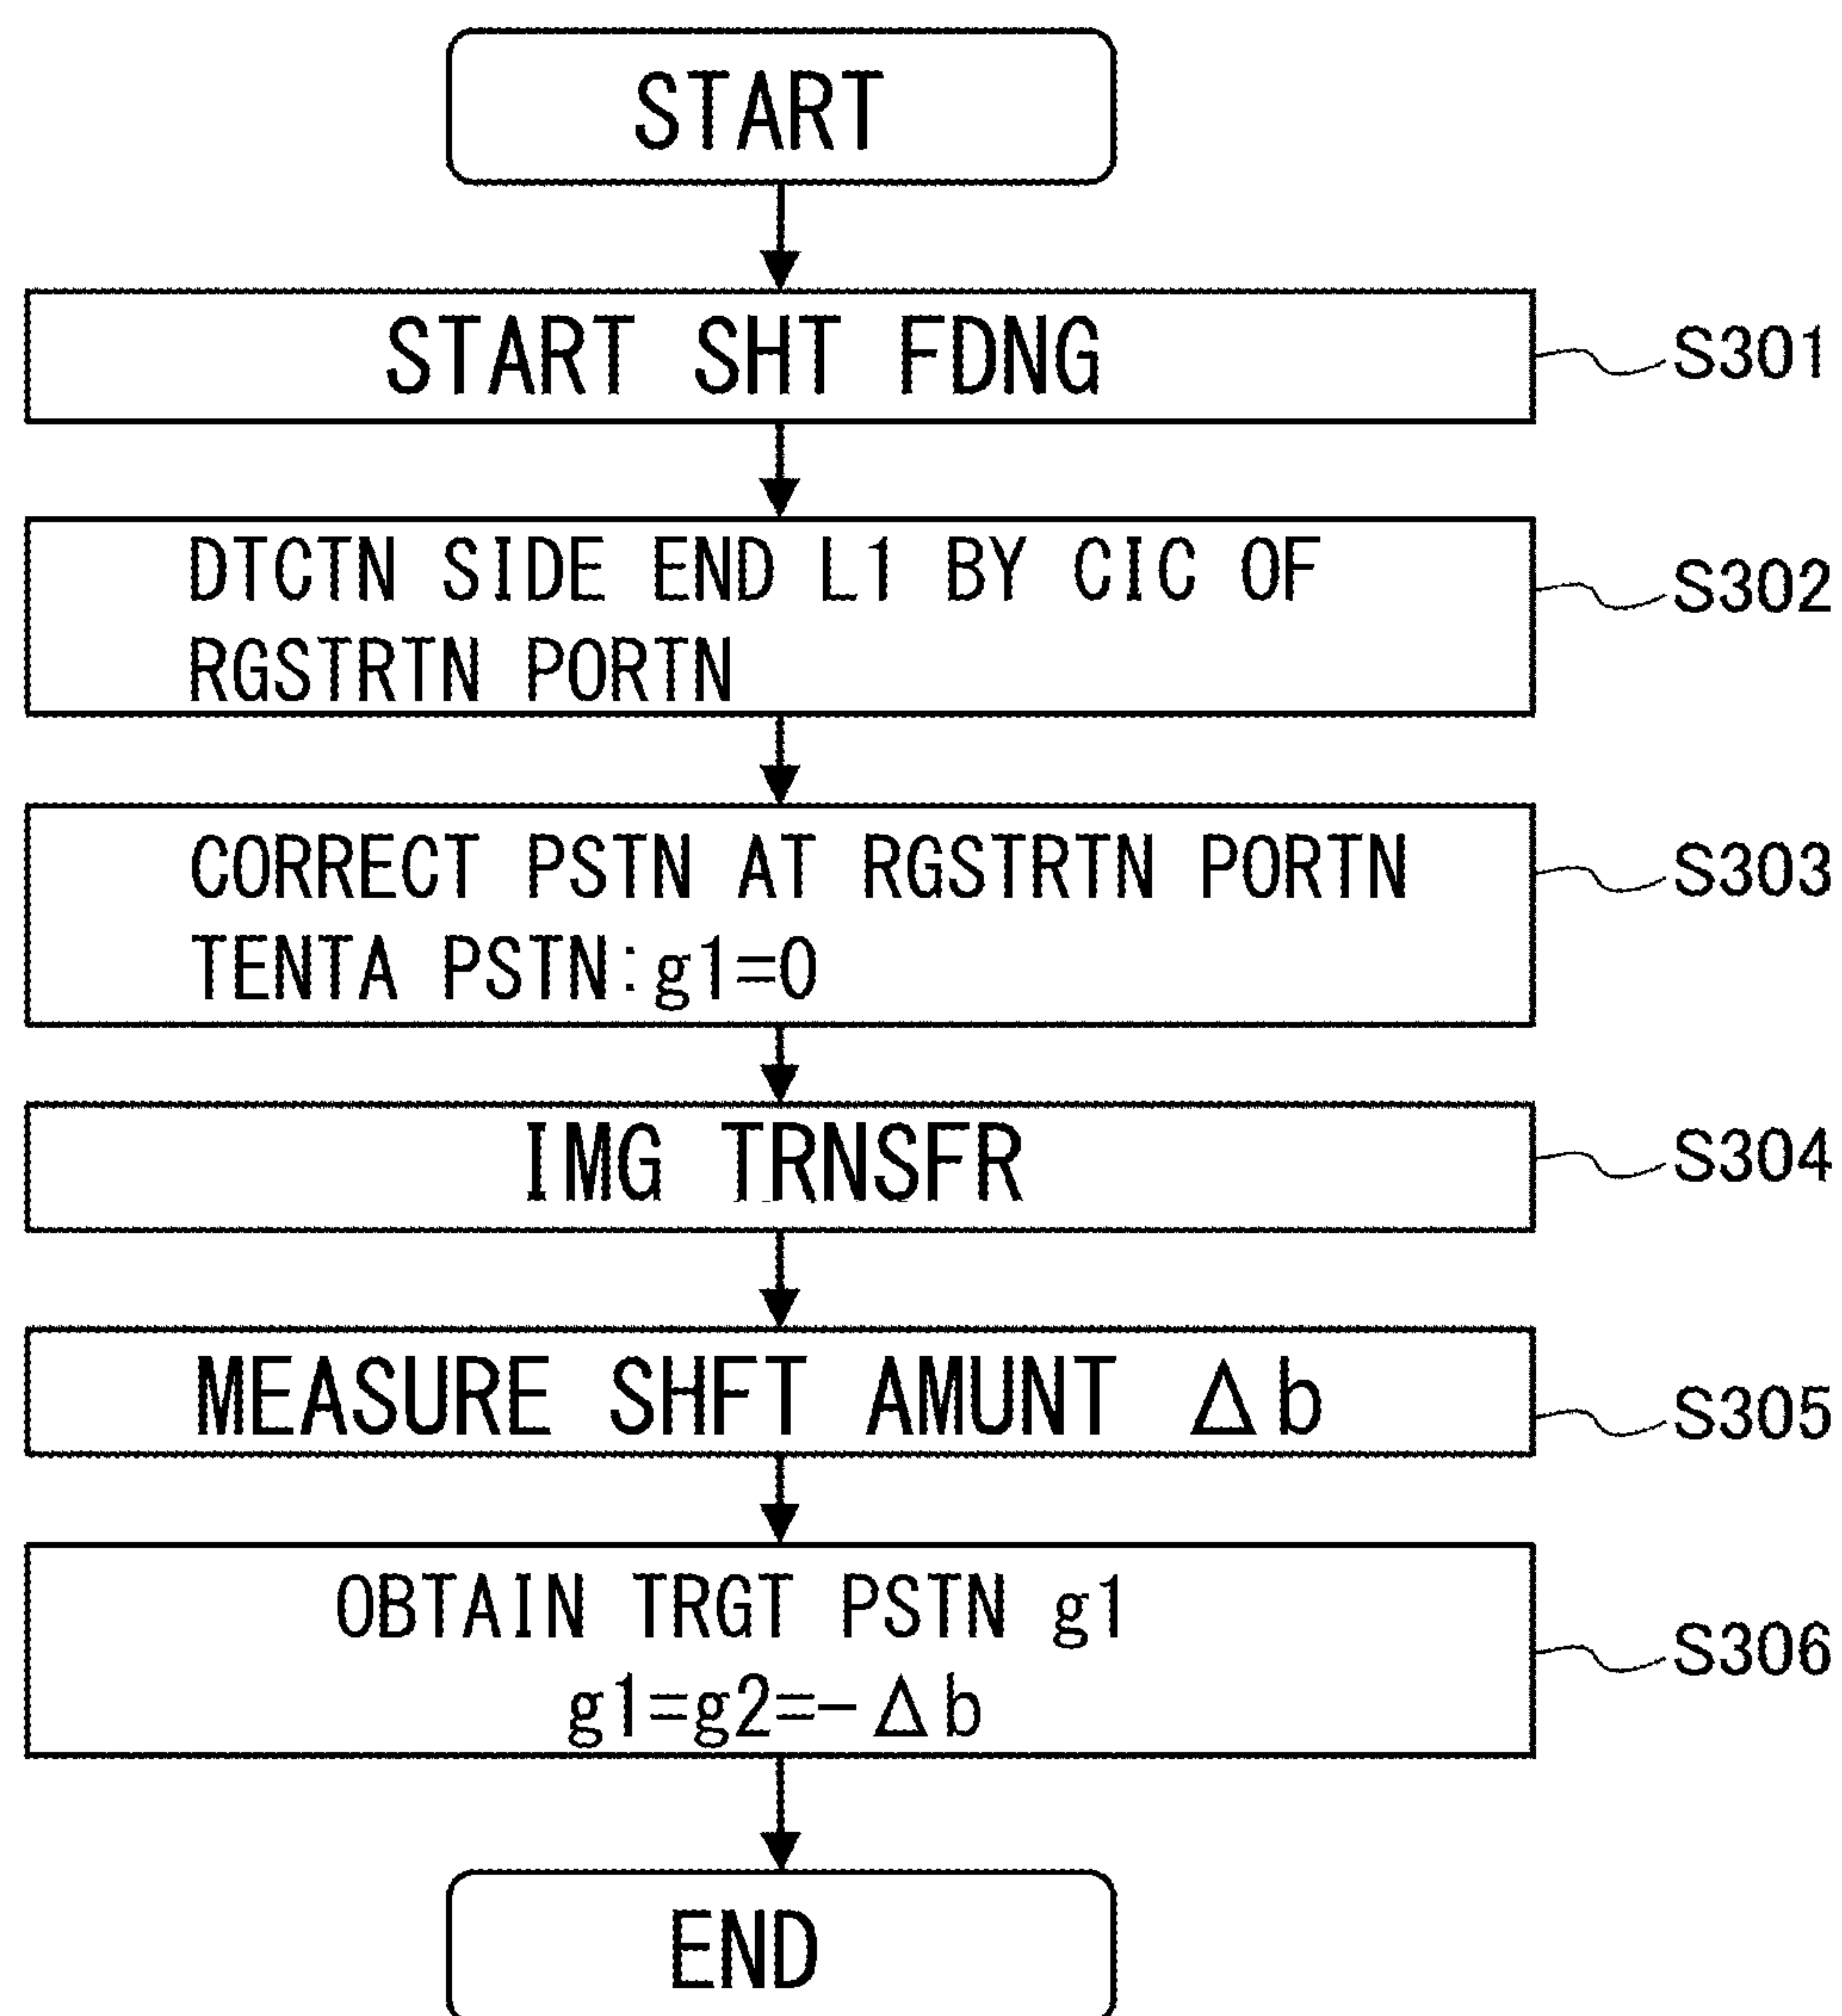 START
START SHT FDNG
S301
DTCTN SIDE END L1 BY CIC OF
RGSTRTN PORTN
S302
CORRECT PSTN AT RGSTRTN PORTN
TENTA PSTN:g1=0
S303
IMG TRNSFR
S304
MEASURE SHFT AMUNT Δb
S305
OBTAIN TRGT PSTN g1
g1=g2=-Δb
S306
END